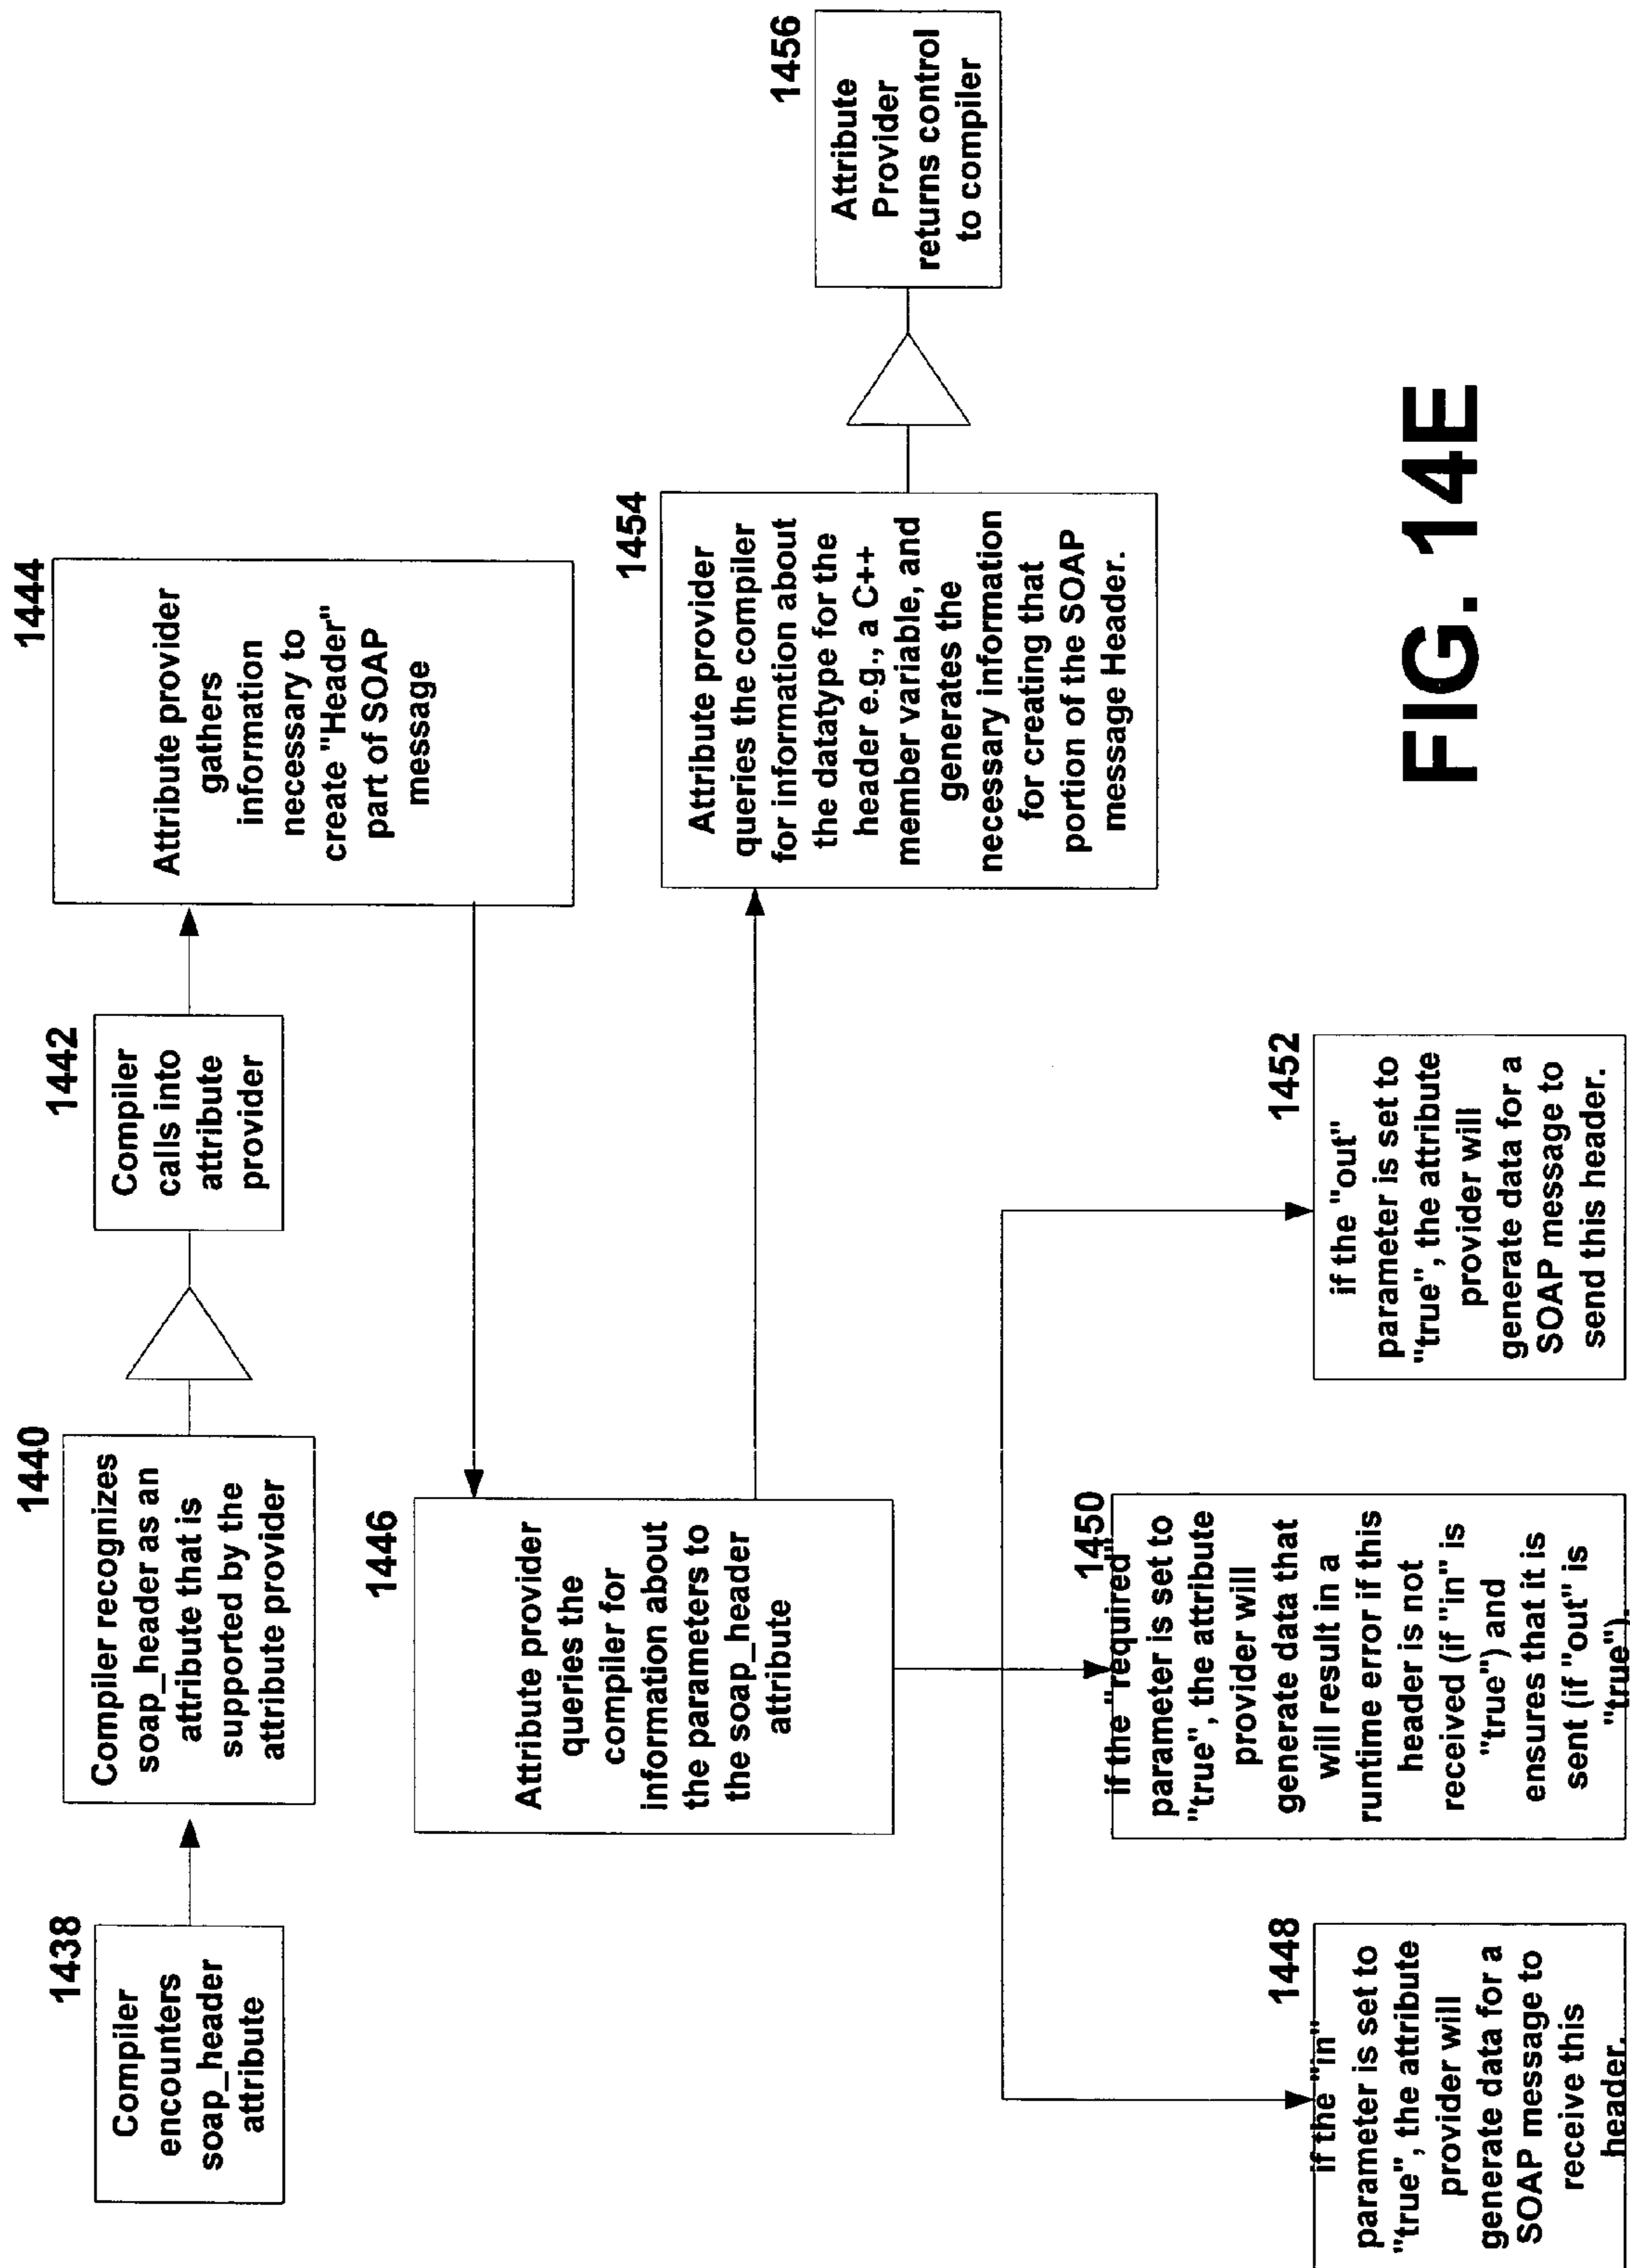 1438
Compiler
encounters
soap_header
attribute
1440
Compiler recognizes
soap_header as an
attribute that is
supported by the
attribute provider
1442
Compiler
calls into
attribute
provider
1444
Attribute provider
gathers
information
necessary to
create "Header"
part of SOAP
message
1446
Attribute provider
queries the
compiler for
information about
the parameters to
the soap_header
attribute
1448
if the "in"
parameter is set to
"true", the attribute
provider will
generate data for a
SOAP message to
receive this
header.
1450
if the "required"
parameter is set to
"true", the attribute
provider will
generate data that
will result in a
runtime error if this
header is not
received (if "in" is
"true") and
ensures that it is
sent (if "out" is
"true").
1452
if the "out"
parameter is set to
"true", the attribute
provider will
generate data for a
SOAP message to
send this header.
1454
Attribute provider
queries the compiler
for information about
the datatype for the
header e.g., a C++
member variable, and
generates the
necessary information
for creating that
portion of the SOAP
message Header.
1456
Attribute
Provider
returns control
to compiler
FIG. 14E